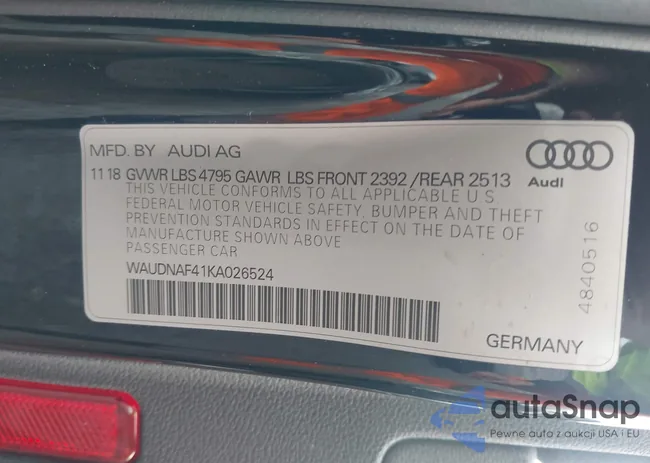 MFD. BY AUDI AG
Audi
11 18 GVWR LBS 4795 GAWR LBS FRONT 2392 /REAR 2513
THIS VEHICLE CONFORMS TO ALL APPLICABLE U S
FEDERAL MOTOR VEHICLE SAFETY, BUMPER AND THEFT
PREVENTION STANDARDS IN EFFECT ON THE DATE OF
MANUFACTURE SHOWN ABOVE
PASSENGER CAR
WAUDNAF41KA026524
4840516
GERMANY
autaSnap
Pewne auta z aukcji USA i EU